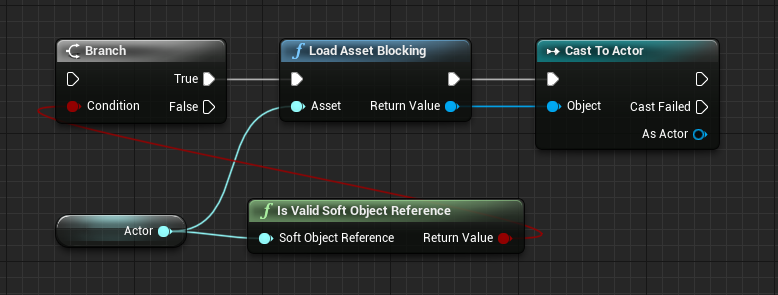 Branch
True
Condition
False
Load Asset Blocking
Asset
Return Value
Cast To Actor
Object
Cast Failed
As Actor
Actor
Is Valid Soft Object Reference
Soft Object Reference
Return Value